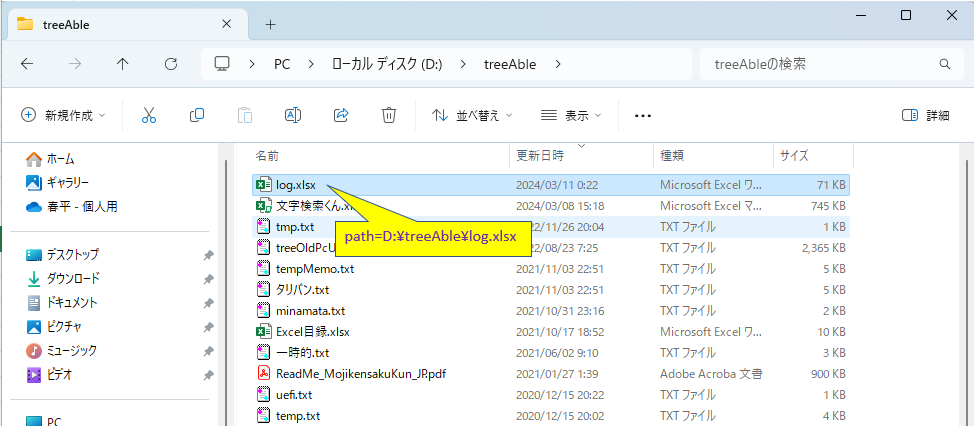 treeAble
PC > ローカル ディスク (D:) > treeAble >
treeAbleの検索
新規作成
並べ替え
表示
詳細
ホーム
ギャラリー
春平 - 個人用
デスクトップ
ダウンロード
ドキュメント
ピクチャ
ミュージック
ビデオ
PC
名前 更新日時 種類 サイズ
log.xlsx 2024/03/11 0:22 Microsoft Excel ワ... 71 KB
文字検索くん.xl 2024/03/08 15:18 Microsoft Excel マ... 745 KB
tmp.txt 22/11/26 20:04 TXT ファイル 1 KB
treeOldPcU 22/08/23 7:25 TXT ファイル 2,365 KB
path=D:¥treeAble¥log.xlsx
tempMemo.txt 2021/11/03 22:51 TXT ファイル 5 KB
タリバン.txt 2021/11/03 22:51 TXT ファイル 5 KB
minamata.txt 2021/10/31 23:16 TXT ファイル 2 KB
Excel目録.xlsx 2021/10/17 18:52 Microsoft Excel ワ... 10 KB
一時的.txt 2021/06/02 9:10 TXT ファイル 3 KB
ReadMe_MojikensakuKun_JP.pdf 2021/01/27 1:39 Adobe Acroba 文書 900 KB
uefi.txt 2020/12/15 20:22 TXT ファイル 1 KB
temp.txt 2020/12/15 20:02 TXT ファイル 4 KB